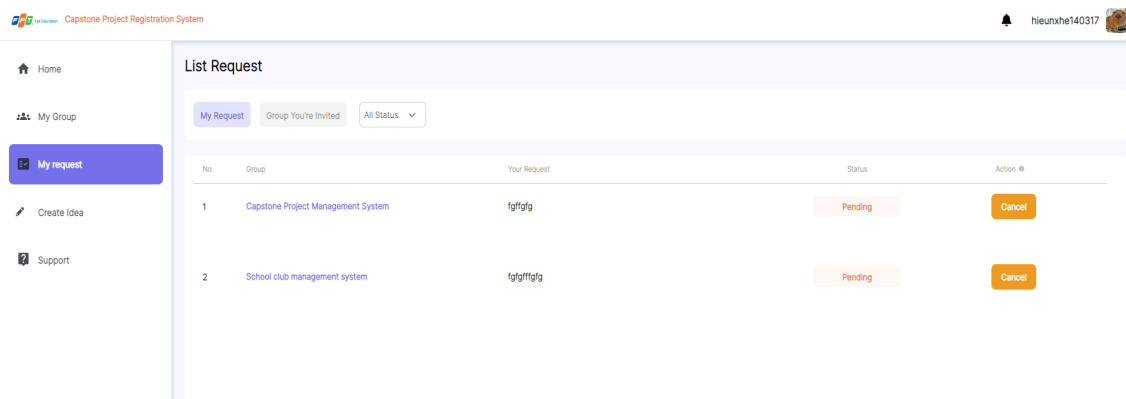 FPT Education Capstone Project Registration System
hieunxhe140317
Home
My Group
My request
Create Idea
Support
List Request
My Request Group You're Invited All Status
No. Group Your Request Status Action
1 Capstone Project Management System fgffgfg Pending Cancel
2 School club management system fgfgfffgfg Pending Cancel